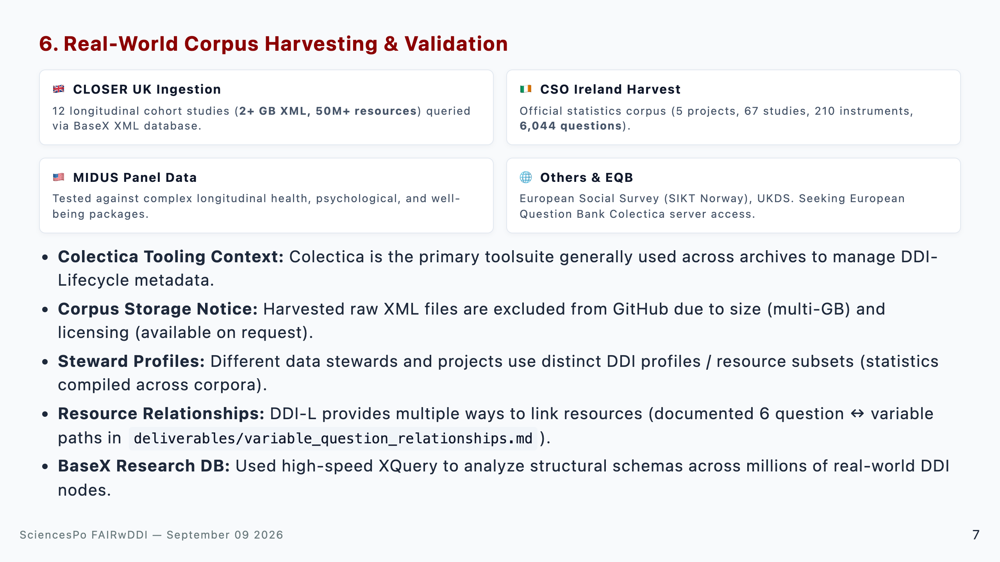 6. Real-World Corpus Harvesting & Validation
🇬🇧 CLOSER UK Ingestion
12 longitudinal cohort studies (2+ GB XML, 50M+ resources) queried
via BaseX XML database.
🇮🇪 CSO Ireland Harvest
Official statistics corpus (5 projects, 67 studies, 210 instruments,
6,044 questions).
🇺🇸 MIDUS Panel Data
Tested against complex longitudinal health, psychological, and well-
being packages.
🌐 Others & EQB
European Social Survey (SIKT Norway), UKDS. Seeking European
Question Bank Colectica server access.
• Colectica Tooling Context: Colectica is the primary toolsuite generally used across archives to manage DDI-
Lifecycle metadata.
• Corpus Storage Notice: Harvested raw XML files are excluded from GitHub due to size (multi-GB) and
licensing (available on request).
• Steward Profiles: Different data stewards and projects use distinct DDI profiles / resource subsets (statistics
compiled across corpora).
• Resource Relationships: DDI-L provides multiple ways to link resources (documented 6 question ↔ variable
paths in deliverables/variable_question_relationships.md ).
• BaseX Research DB: Used high-speed XQuery to analyze structural schemas across millions of real-world DDI
nodes.
SciencesPo FAIRwDDI — September 09 2026
7